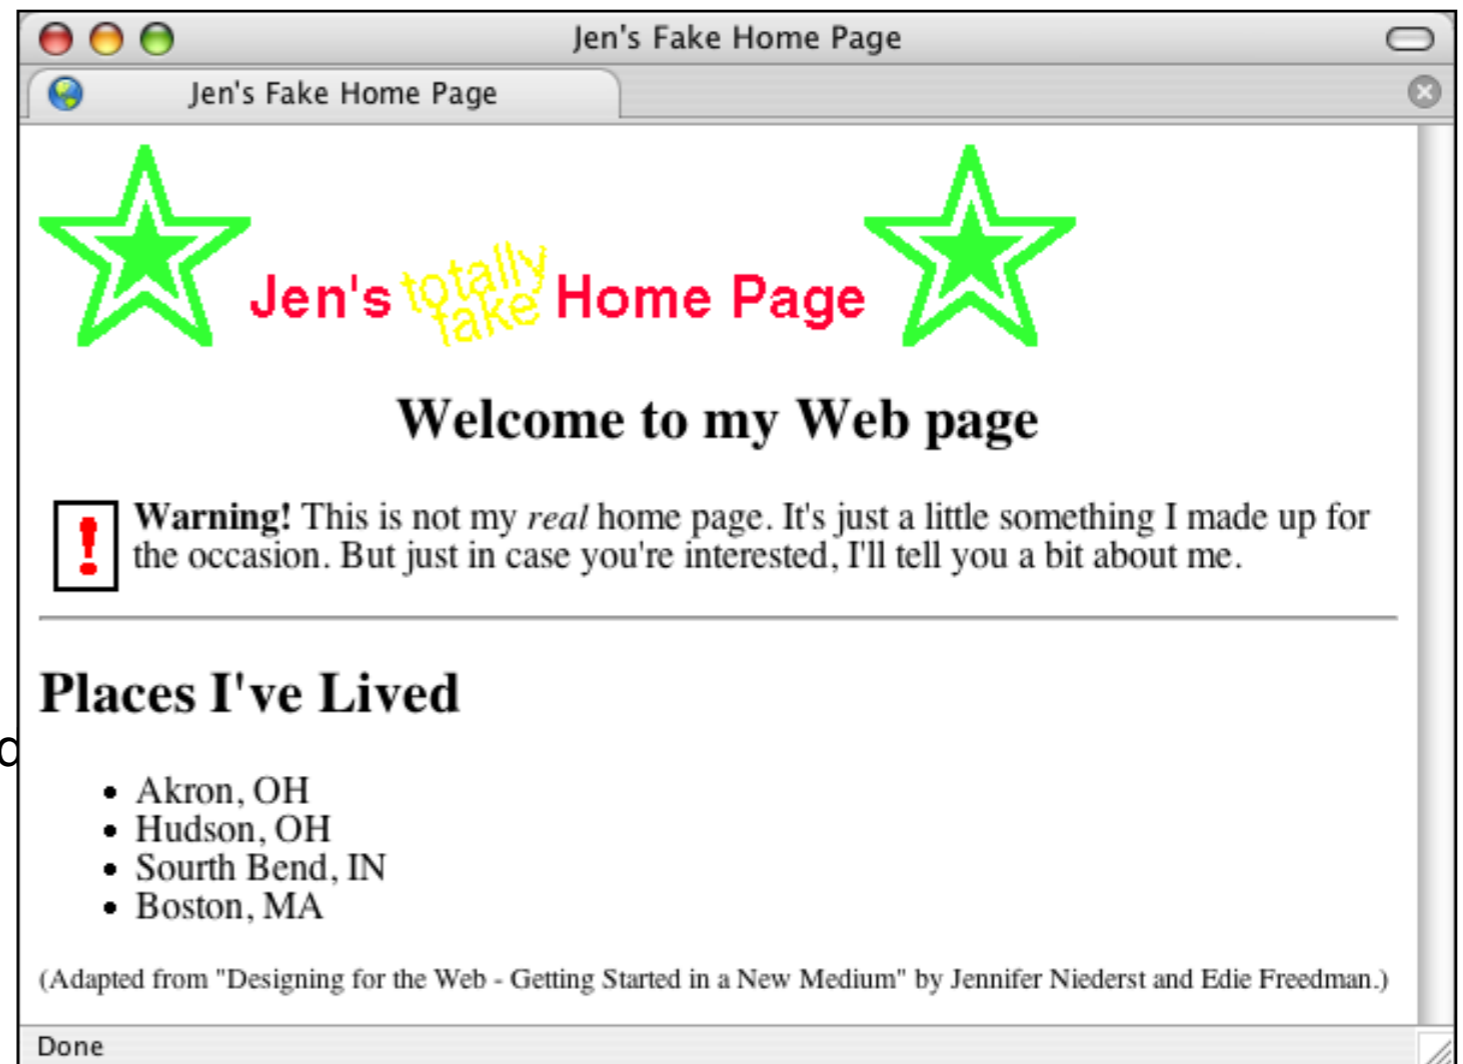 Jen's Fake Home Page
Jen's Fake Home Page
Jen's totally fake Home Page
Welcome to my Web page
! Warning! This is not my real home page. It's just a little something I made up for
the occasion. But just in case you're interested, I'll tell you a bit about me.
Places I've Lived
• Akron, OH
• Hudson, OH
• Sourth Bend, IN
• Boston, MA
(Adapted from "Designing for the Web - Getting Started in a New Medium" by Jennifer Niederst and Edie Freedman.)
Done